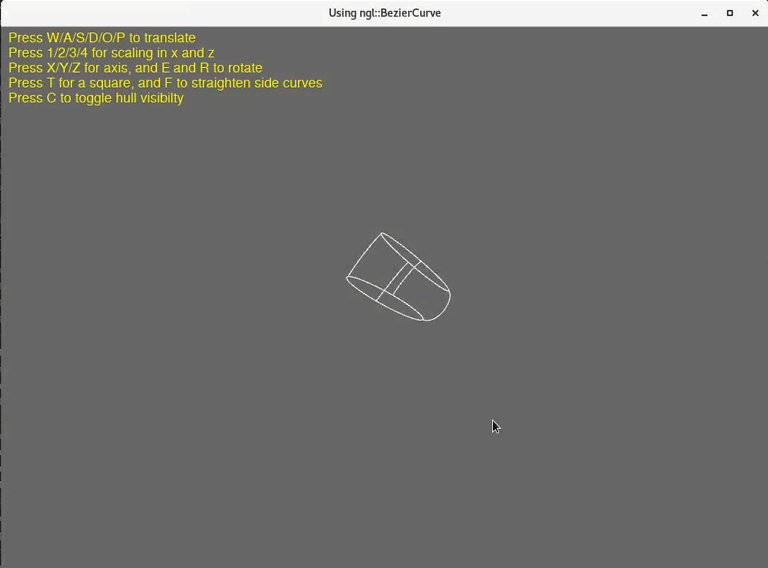 Using ngl::BezierCurve
Press W/A/S/D/O/P to translate
Press 1/2/3/4 for scaling in x and z
Press X/Y/Z for axis, and E and R to rotate
Press T for a square, and F to straighten side curves
Press C to toggle hull visibilty